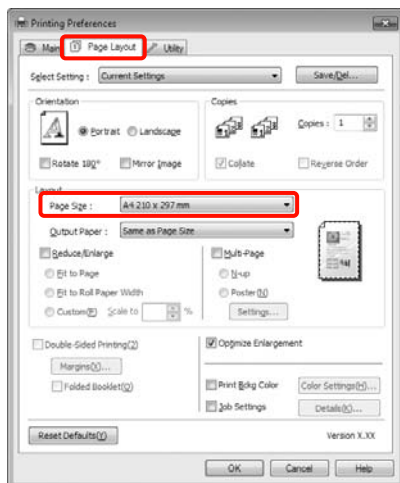 Printing Preferences
Main Page Layout Utility
Select Setting : Current Settings Save/Del...
Orientation
Portrait Landscape
Rotate 180° Mirror Image
Copies
Copies : 1
Collate Reverse Order
Layout
Page Size : A4 210 x 297 mm
Output Paper : Same as Page Size
Reduce/Enlarge
Fit to Page
Fit to Roll Paper Width
Custom(F) Scale to %
Multi-Page
N-up
Poster(N)
Settings...
Double-Sided Printing(2)
Margins(X)...
Folded Booklet(Q)
Optimize Enlargement
Print Bckg Color Color Settings(H)...
Job Settings Details(K)...
Reset Defaults(Y) Version X.XX
OK Cancel Help